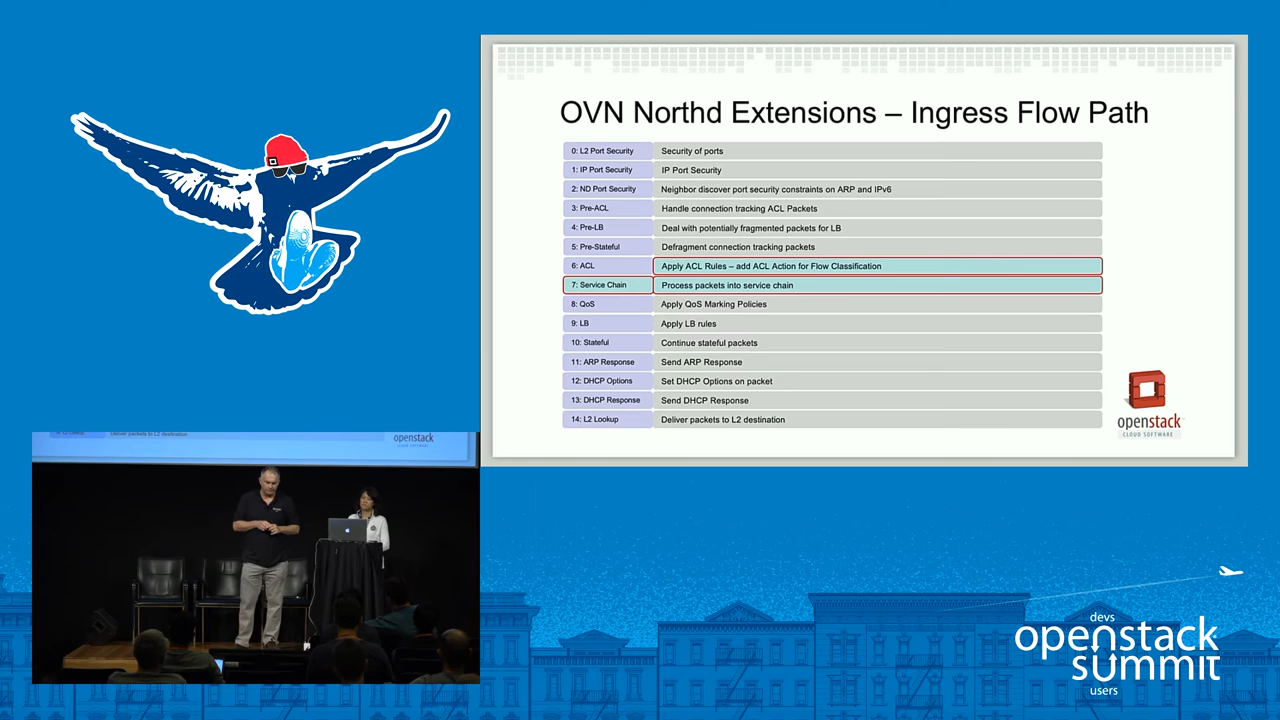 OVN Northd Extensions – Ingress Flow Path
0: L2 Port Security Security of ports
1: IP Port Security IP Port Security
2: ND Port Security Neighbor discover port security constraints on ARP and IPv6
3: Pre-ACL Handle connection tracking ACL Packets
4: Pre-LB Deal with potentially fragmented packets for LB
5: Pre-Stateful Defragment connection tracking packets
6: ACL Apply ACL Rules – add ACL Action for Flow Classification
7: Service Chain Process packets into service chain
8: QoS Apply QoS Marking Policies
9: LB Apply LB rules
10: Stateful Continue stateful packets
11: ARP Response Send ARP Response
12: DHCP Options Set DHCP Options on packet
13: DHCP Response Send DHCP Response
14: L2 Lookup Deliver packets to L2 destination
openstack
CLOUD SOFTWARE
Deliver packets to L2 destination
openstack
CLOUD SOFTWARE
devs
openstack
summit
users